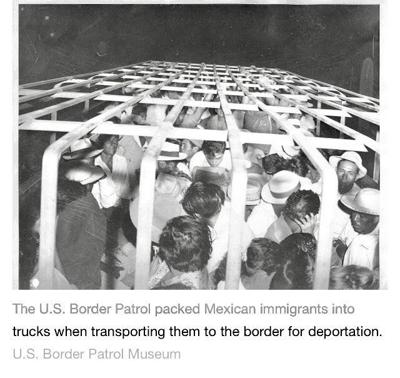 The U.S. Border Patrol packed Mexican immigrants into
trucks when transporting them to the border for deportation.
U.S. Border Patrol Museum